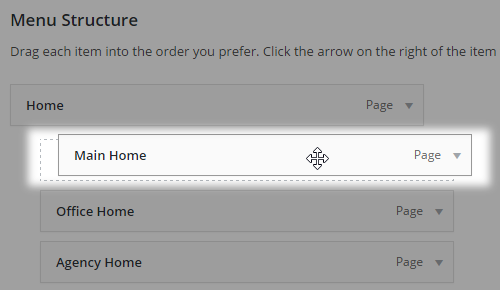 Menu Structure
Drag each item into the order you prefer. Click the arrow on the right of the item
Home Page
Main Home Page
Office Home Page
Agency Home Page